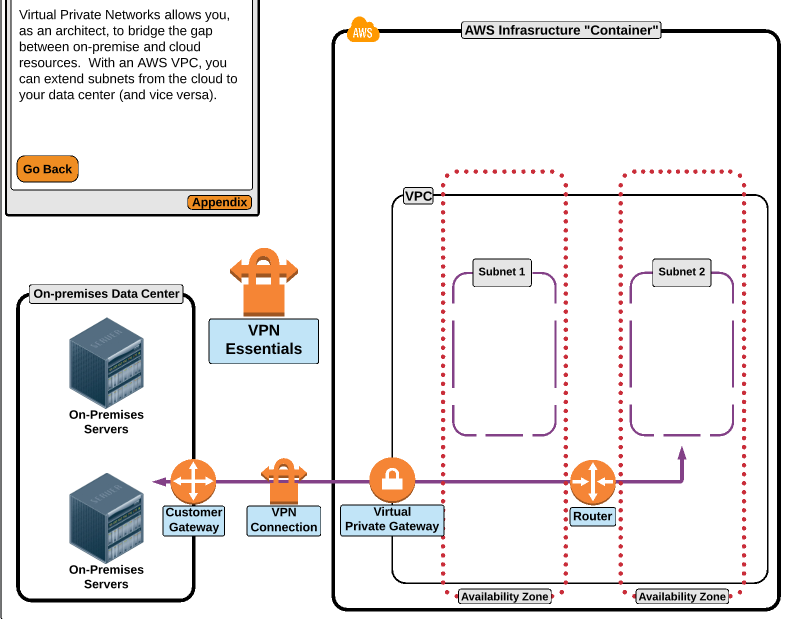 Virtual Private Networks allows you,
as an architect, to bridge the gap
between on-premise and cloud
resources.  With an AWS VPC, you
can extend subnets from the cloud to
your data center (and vice versa).
Go Back
Appendix
AWS
AWS Infrasructure "Container"
VPC
Subnet 1
Subnet 2
On-premises Data Center
VPN
Essentials
SERVER
On-Premises
Servers
SERVER
On-Premises
Servers
Customer
Gateway
VPN
Connection
Virtual
Private Gateway
Router
Availability Zone
Availability Zone